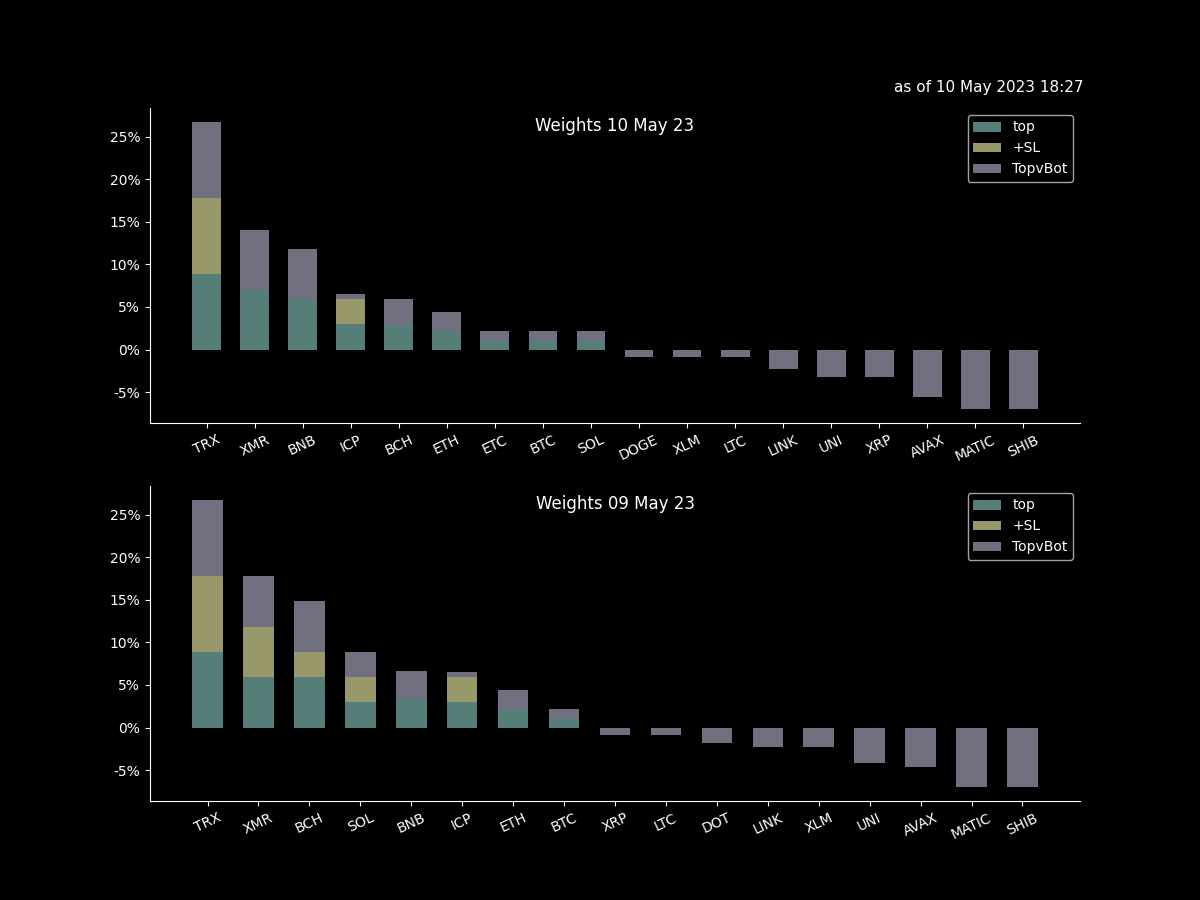 as of 10 May 2023 18:27
Weights 10 May 23
top
+SL
TopvBot
25%
20%
15%
10%
5%
0%
-5%
TRX XMR BNB ICP BCH ETH ETC BTC SOL DOGE XLM LTC LINK UNI XRP AVAX MATIC SHIB
Weights 09 May 23
top
+SL
TopvBot
25%
20%
15%
10%
5%
0%
-5%
TRX XMR BCH SOL BNB ICP ETH BTC XRP LTC DOT LINK XLM UNI AVAX MATIC SHIB